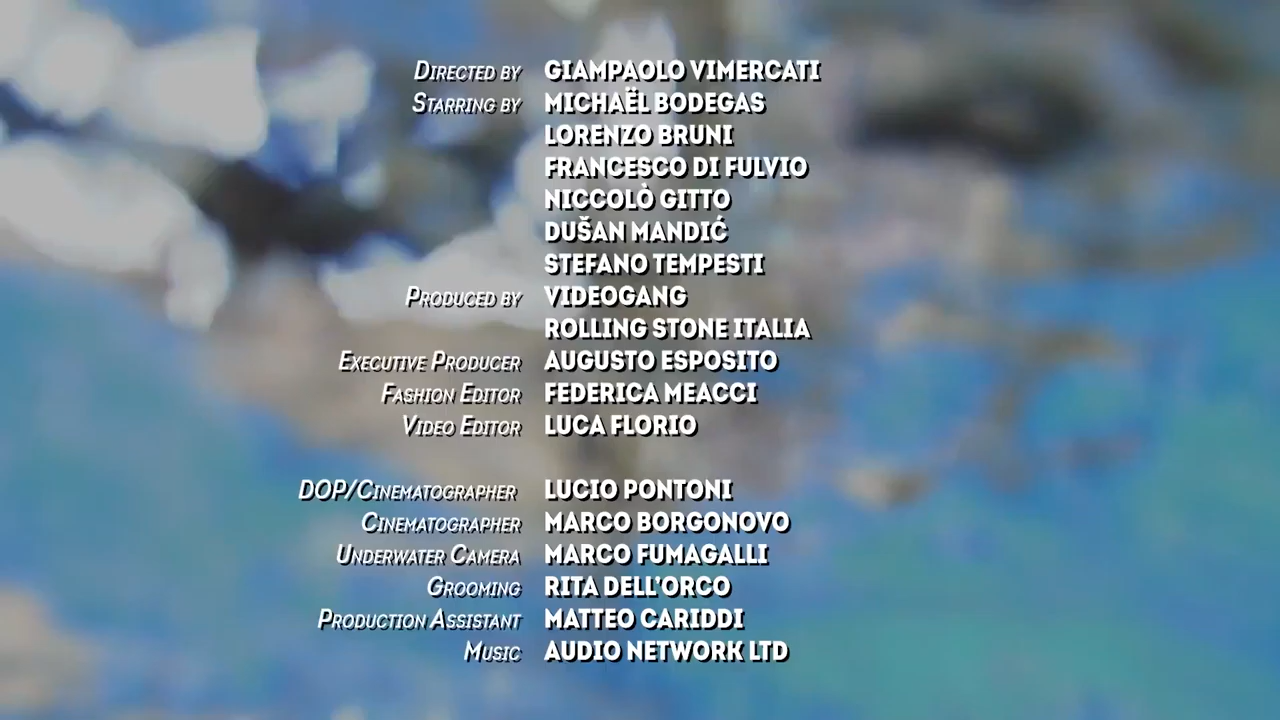 Directed by GIAMPAOLO VIMERCATI
Starring by MICHAËL BODEGAS
LORENZO BRUNI
FRANCESCO DI FULVIO
NICCOLÒ GITTO
DUŠAN MANDIĆ
STEFANO TEMPESTI
Produced by VIDEOGANG
ROLLING STONE ITALIA
Executive Producer AUGUSTO ESPOSITO
Fashion Editor FEDERICA MEACCI
Video Editor LUCA FLORIO
DOP/Cinematographer LUCIO PONTONI
Cinematographer MARCO BORGONOVO
Underwater Camera MARCO FUMAGALLI
Grooming RITA DELL'ORCO
Production Assistant MATTEO CARIDDI
Music AUDIO NETWORK LTD